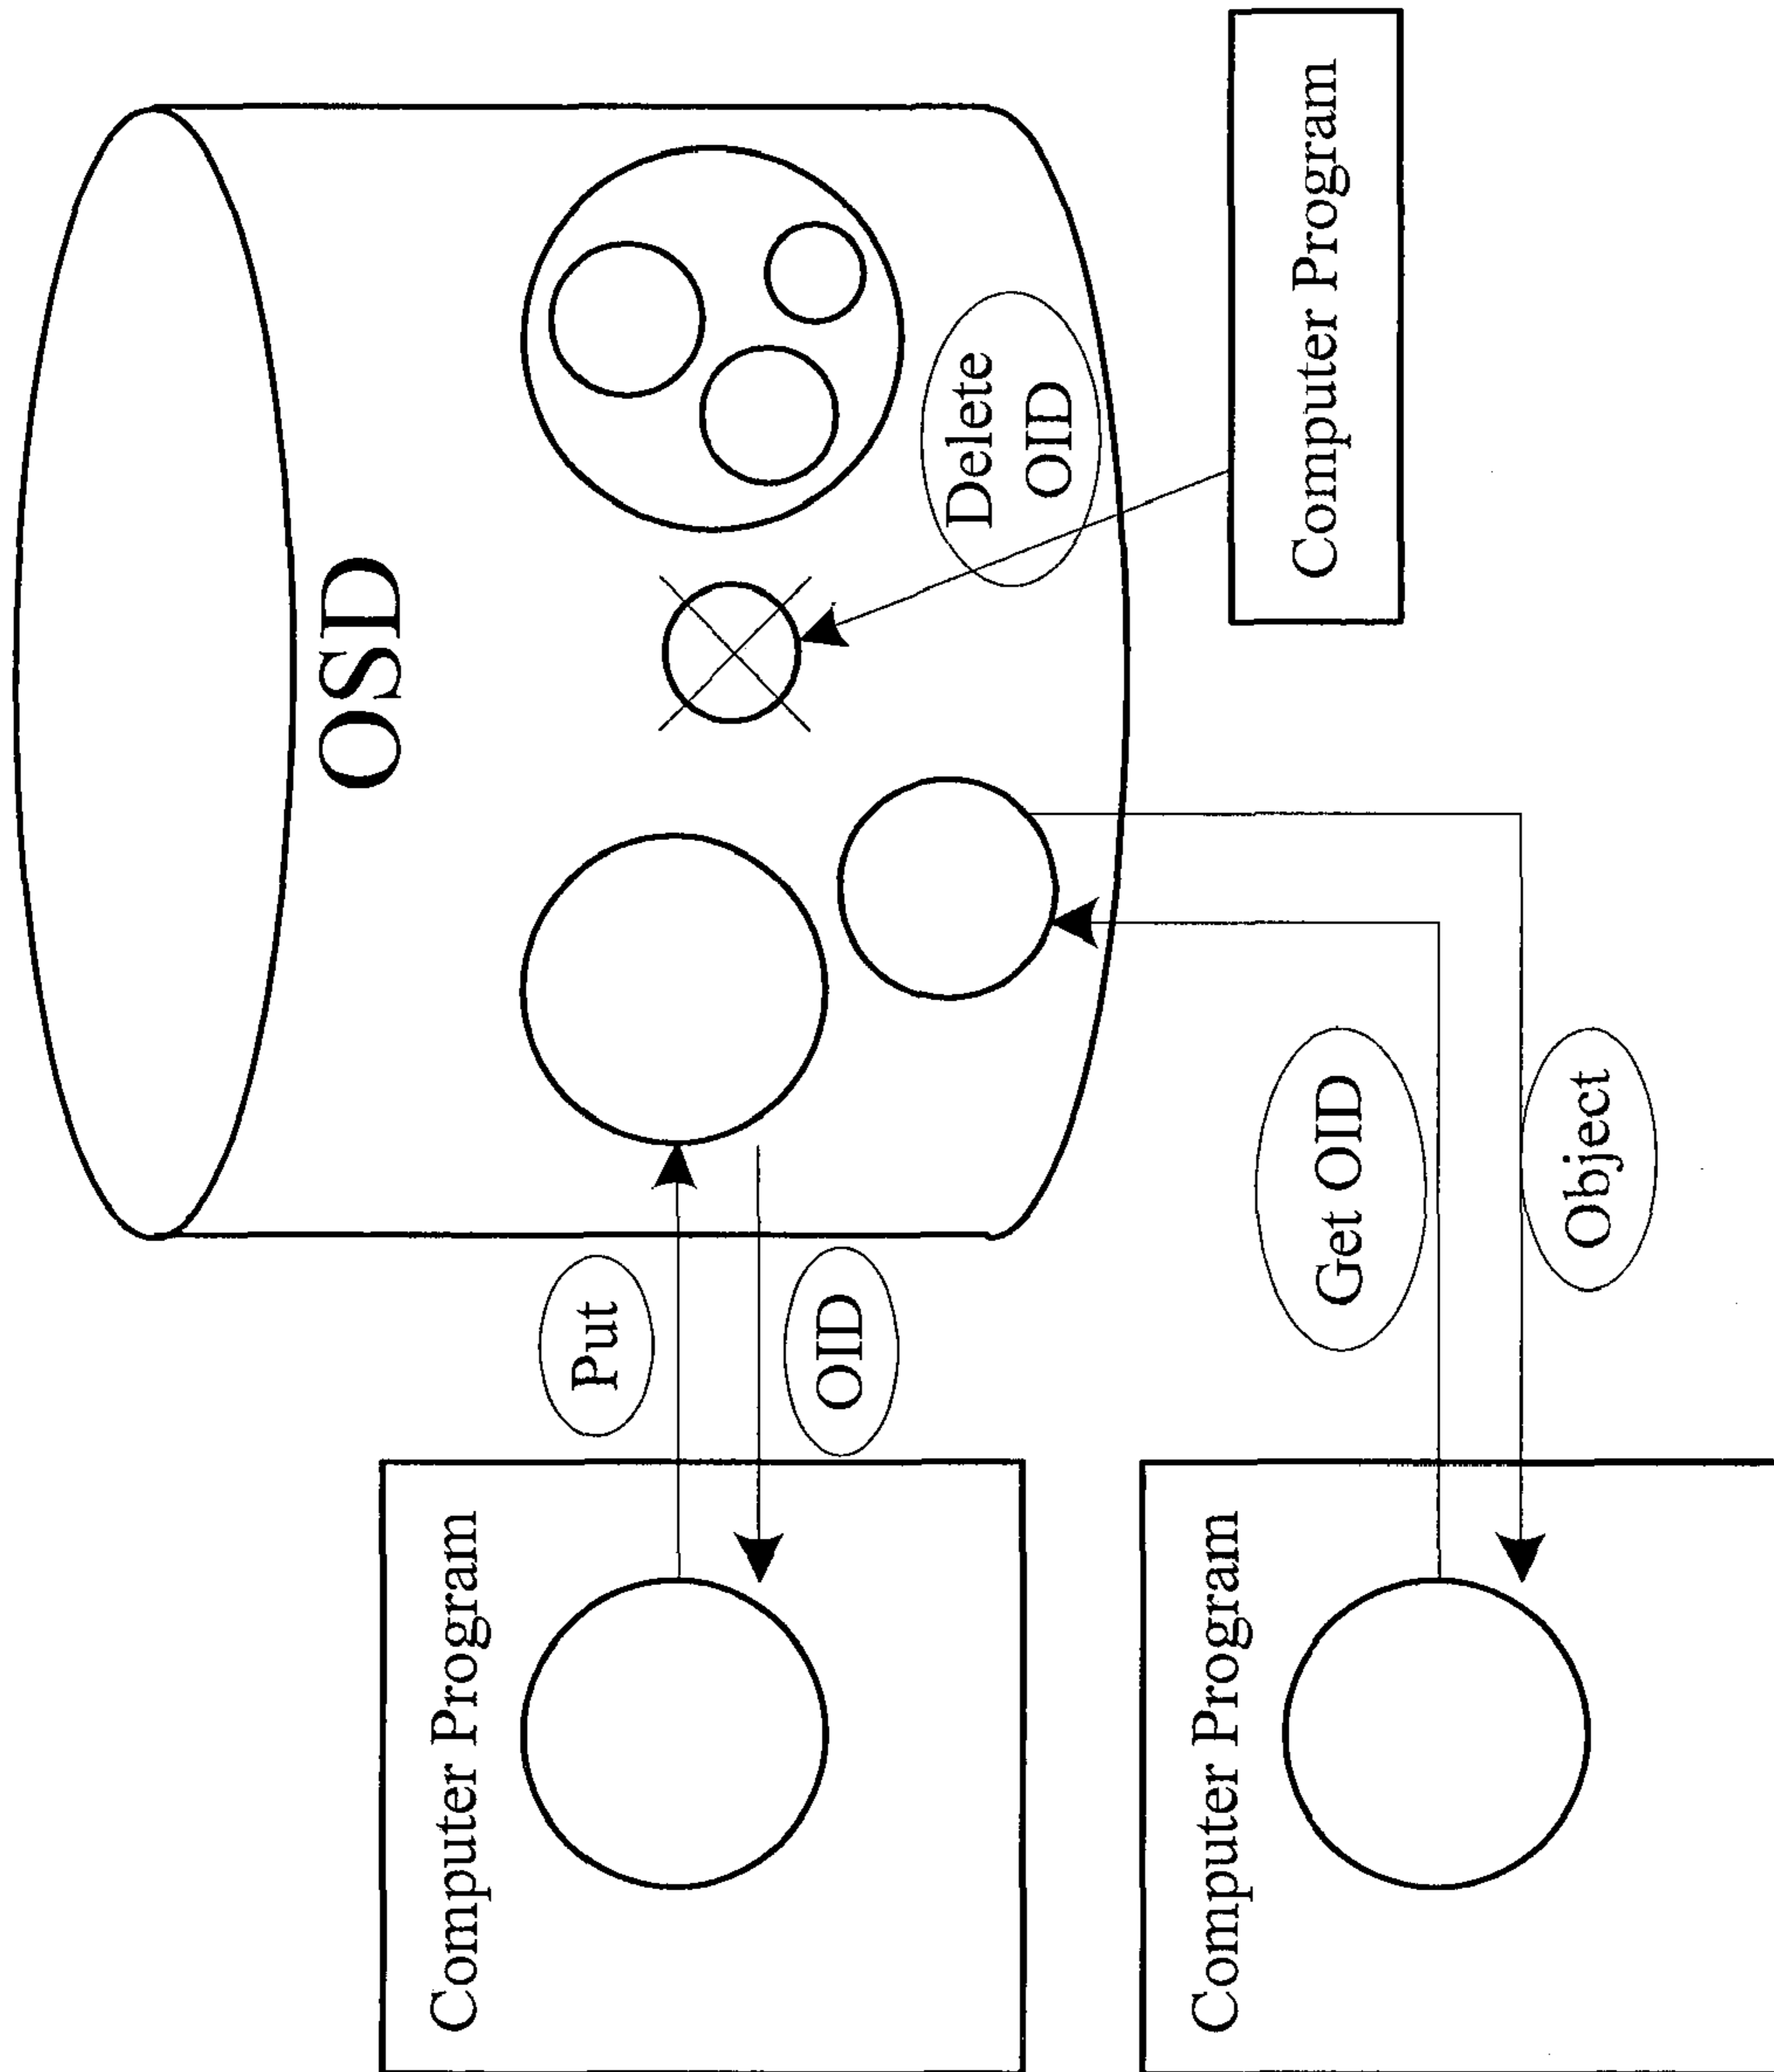 OSD
Computer Program
Put
OID
Delete
OID
Computer Program
Get OID
Object
Computer Program